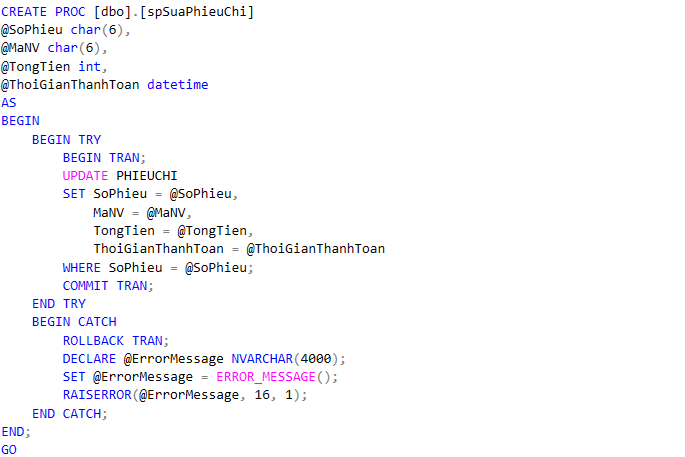 CREATE PROC [dbo].[spSuaPhieuChi]
@SoPhieu char(6),
@MaNV char(6),
@TongTien int,
@ThoiGianThanhToan datetime
AS
BEGIN
    BEGIN TRY
        BEGIN TRAN;
        UPDATE PHIEUCHI
        SET SoPhieu = @SoPhieu,
            MaNV = @MaNV,
            TongTien = @TongTien,
            ThoiGianThanhToan = @ThoiGianThanhToan
        WHERE SoPhieu = @SoPhieu;
        COMMIT TRAN;
    END TRY
    BEGIN CATCH
        ROLLBACK TRAN;
        DECLARE @ErrorMessage NVARCHAR(4000);
        SET @ErrorMessage = ERROR_MESSAGE();
        RAISERROR(@ErrorMessage, 16, 1);
    END CATCH;
END;
GO